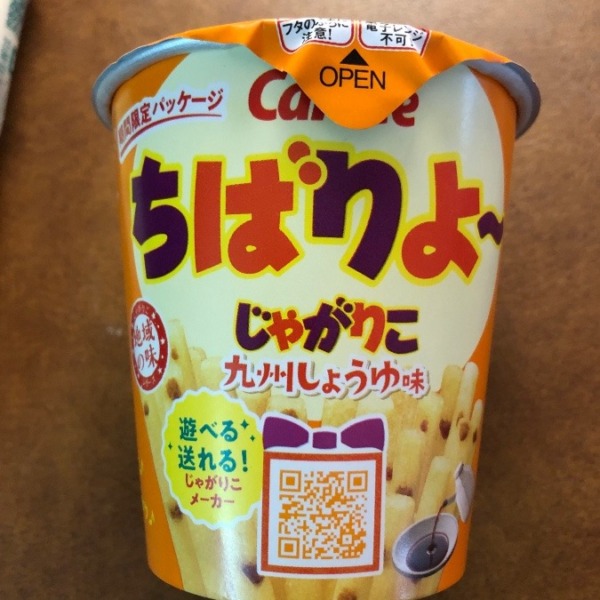 フタの
注意!
電子レンジ
不可!
OPEN
期間限定パッケージ
Calbee
ちばりよ~
じゃがりこ
地域
の味
九州しょうゆ味
遊べる
送れる!
じゃがりこ
メーカー